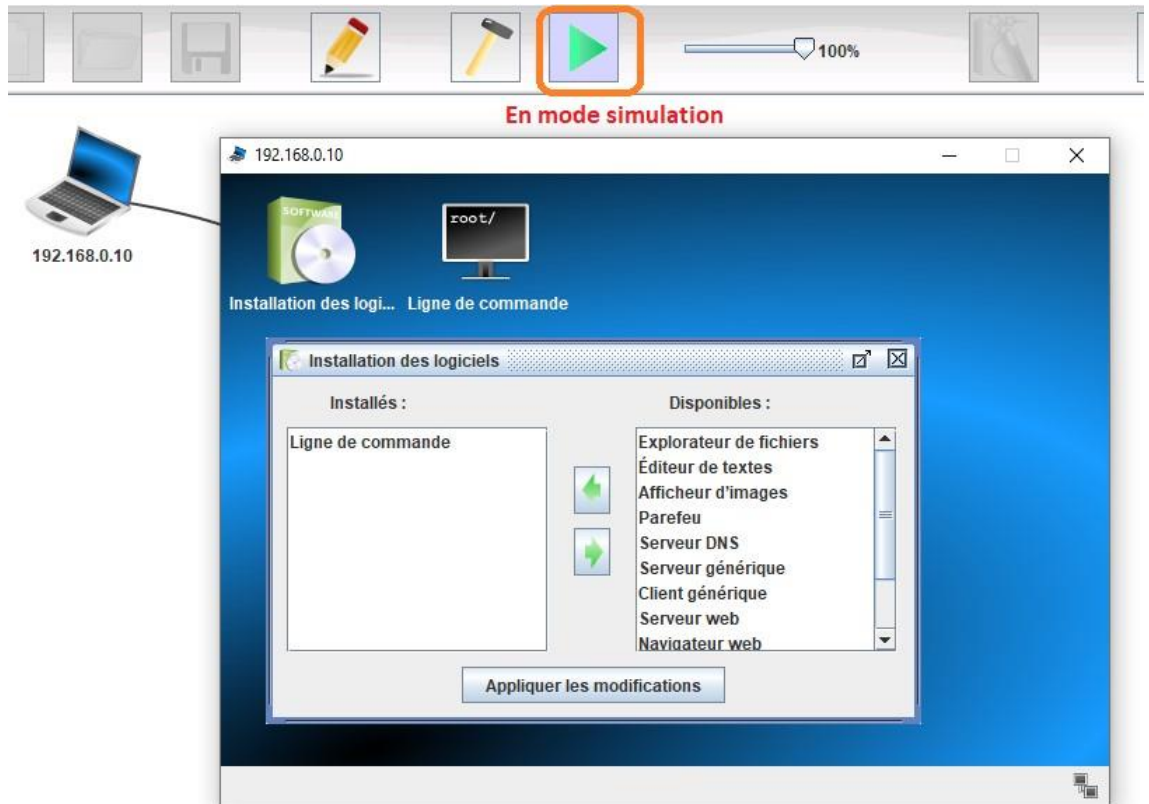 100%
En mode simulation
192.168.0.10
192.168.0.10
SOFTWARE
root/
Installation des logi... Ligne de commande
Installation des logiciels
Installés :
Disponibles :
Ligne de commande
Explorateur de fichiers
Éditeur de textes
Afficheur d'images
Parefeu
Serveur DNS
Serveur générique
Client générique
Serveur web
Navigateur web
Appliquer les modifications